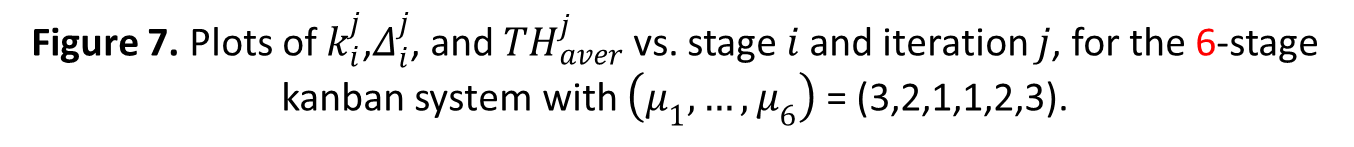 Figure 7. Plots of k_i^j,Δ_i^j, and TH_aver^j vs. stage i and iteration j, for the 6-stage
kanban system with (μ_1, …, μ_6) = (3,2,1,1,2,3).